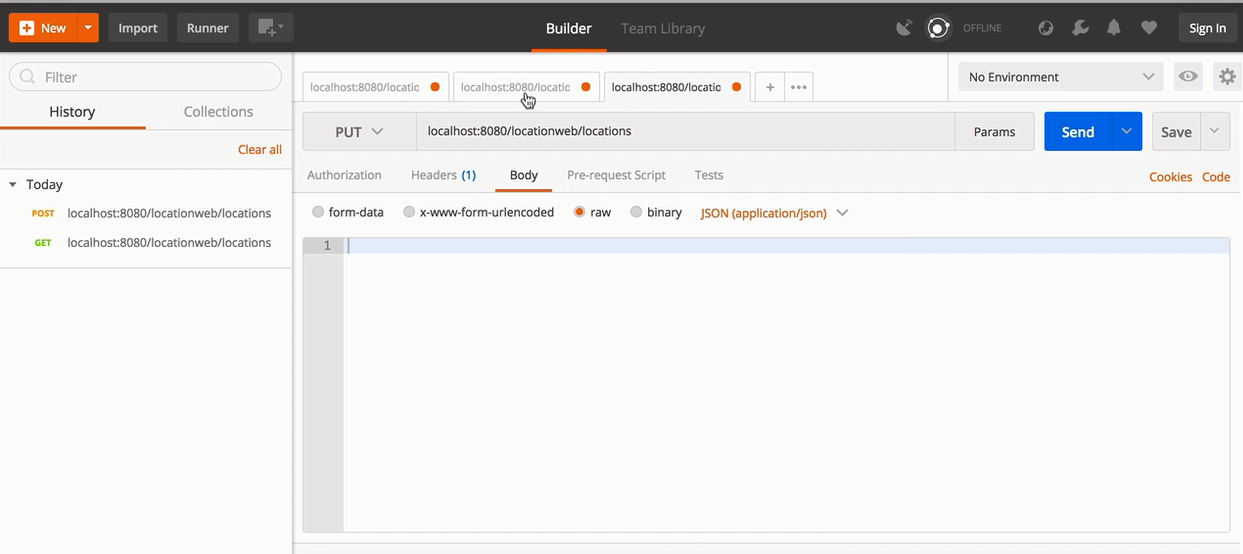 New Import Runner Builder Team Library OFFLINE Sign In
Filter
localhost:8080/locatic localhost:8080/locatic localhost:8080/locatic + ••• No Environment
History Collections
PUT localhost:8080/locationweb/locations Params Send Save
Clear all
Authorization Headers (1) Body Pre-request Script Tests Cookies Code
Today
POST localhost:8080/locationweb/locations
GET localhost:8080/locationweb/locations
form-data x-www-form-urlencoded raw binary JSON (application/json)
1